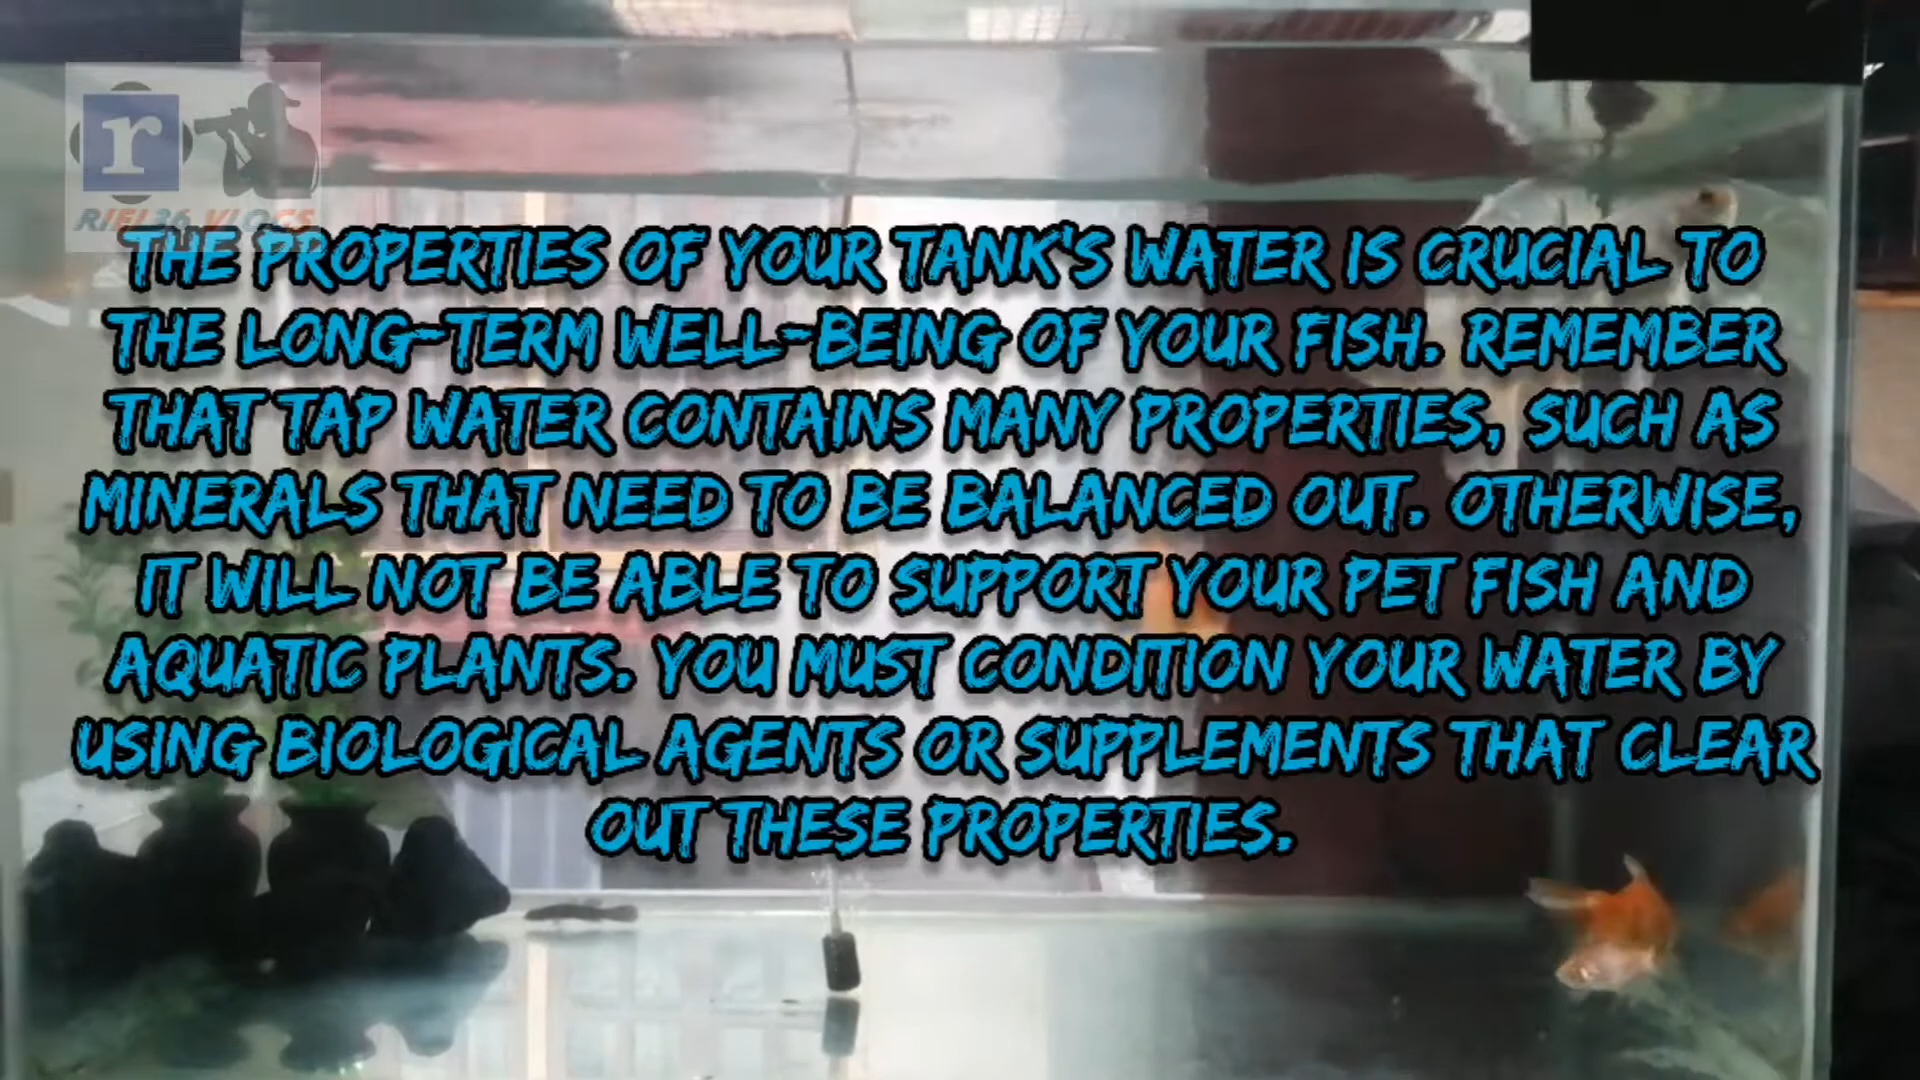 r
RIEL36 VLOGS
THE PROPERTIES OF YOUR TANK'S WATER IS CRUCIAL TO
THE LONG-TERM WELL-BEING OF YOUR FISH. REMEMBER
THAT TAP WATER CONTAINS MANY PROPERTIES, SUCH AS
MINERALS THAT NEED TO BE BALANCED OUT. OTHERWISE,
IT WILL NOT BE ABLE TO SUPPORT YOUR PET FISH AND
AQUATIC PLANTS. YOU MUST CONDITION YOUR WATER BY
USING BIOLOGICAL AGENTS OR SUPPLEMENTS THAT CLEAR
OUT THESE PROPERTIES.